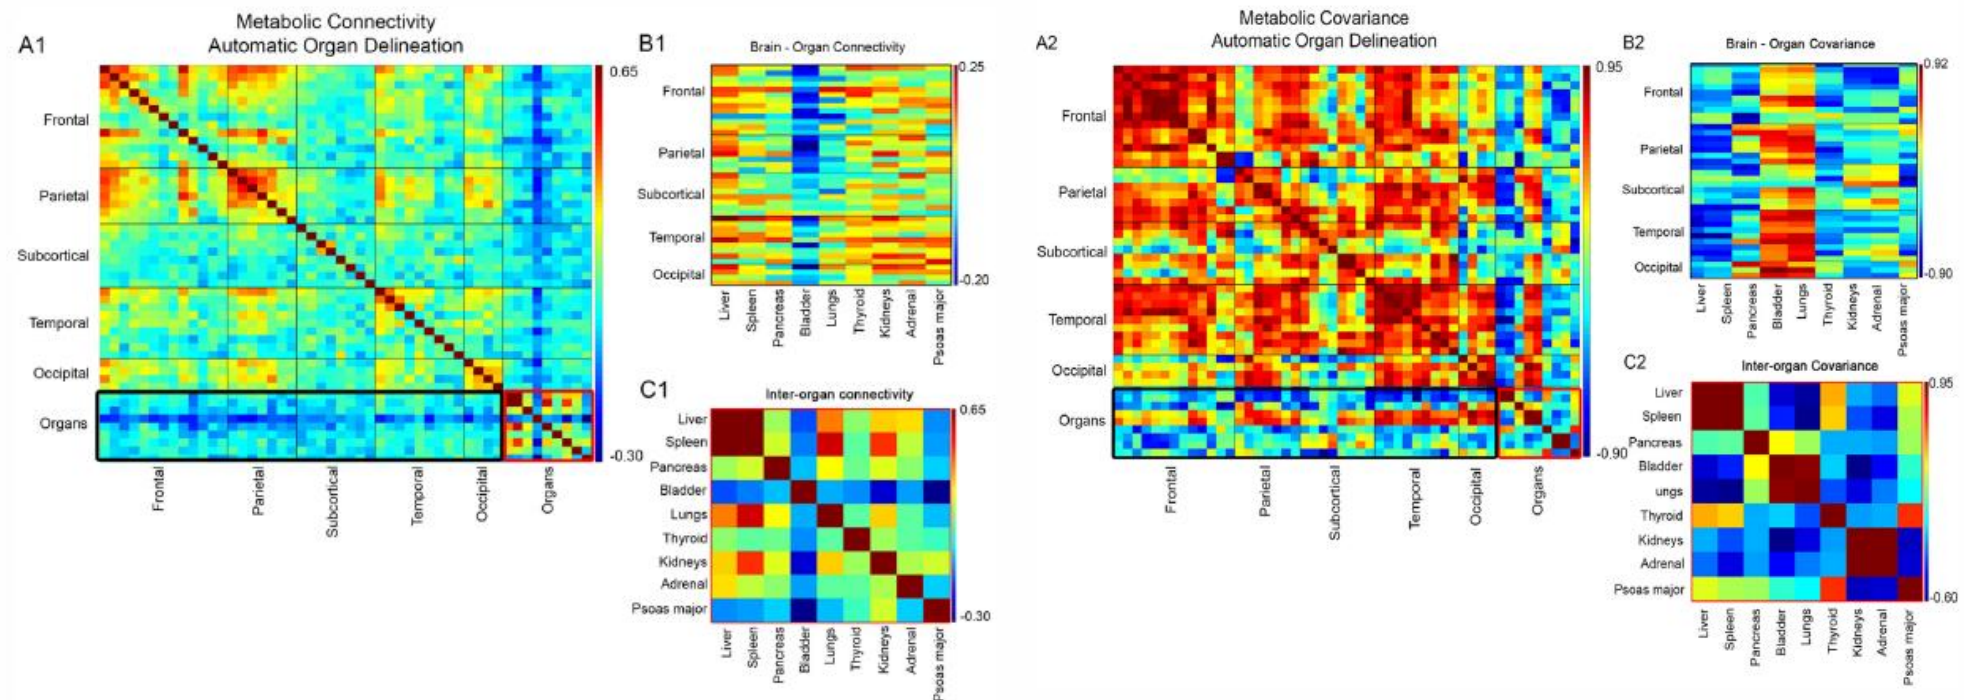 A1
Metabolic Connectivity
Automatic Organ Delineation
0.65
-0.30
Frontal
Parietal
Subcortical
Temporal
Occipital
Organs
Frontal
Parietal
Subcortical
Temporal
Occipital
Organs
B1
Brain - Organ Connectivity
0.25
-0.20
Frontal
Parietal
Subcortical
Temporal
Occipital
Liver
Spleen
Pancreas
Bladder
Lungs
Thyroid
Kidneys
Adrenal
Psoas major
C1
Inter-organ connectivity
0.65
-0.30
Liver
Spleen
Pancreas
Bladder
Lungs
Thyroid
Kidneys
Adrenal
Psoas major
Liver
Spleen
Pancreas
Bladder
Lungs
Thyroid
Kidneys
Adrenal
Psoas major
A2
Metabolic Covariance
Automatic Organ Delineation
0.95
-0.90
Frontal
Parietal
Subcortical
Temporal
Occipital
Organs
Frontal
Parietal
Subcortical
Temporal
Occipital
Organs
B2
Brain - Organ Covariance
0.92
-0.90
Frontal
Parietal
Subcortical
Temporal
Occipital
Liver
Spleen
Pancreas
Bladder
Lungs
Thyroid
Kidneys
Adrenal
Psoas major
C2
Inter-organ Covariance
0.95
-0.60
Liver
Spleen
Pancreas
Bladder
ungs
Thyroid
Kidneys
Adrenal
Psoas major
Liver
Spleen
Pancreas
Bladder
Lungs
Thyroid
Kidneys
Adrenal
Psoas major